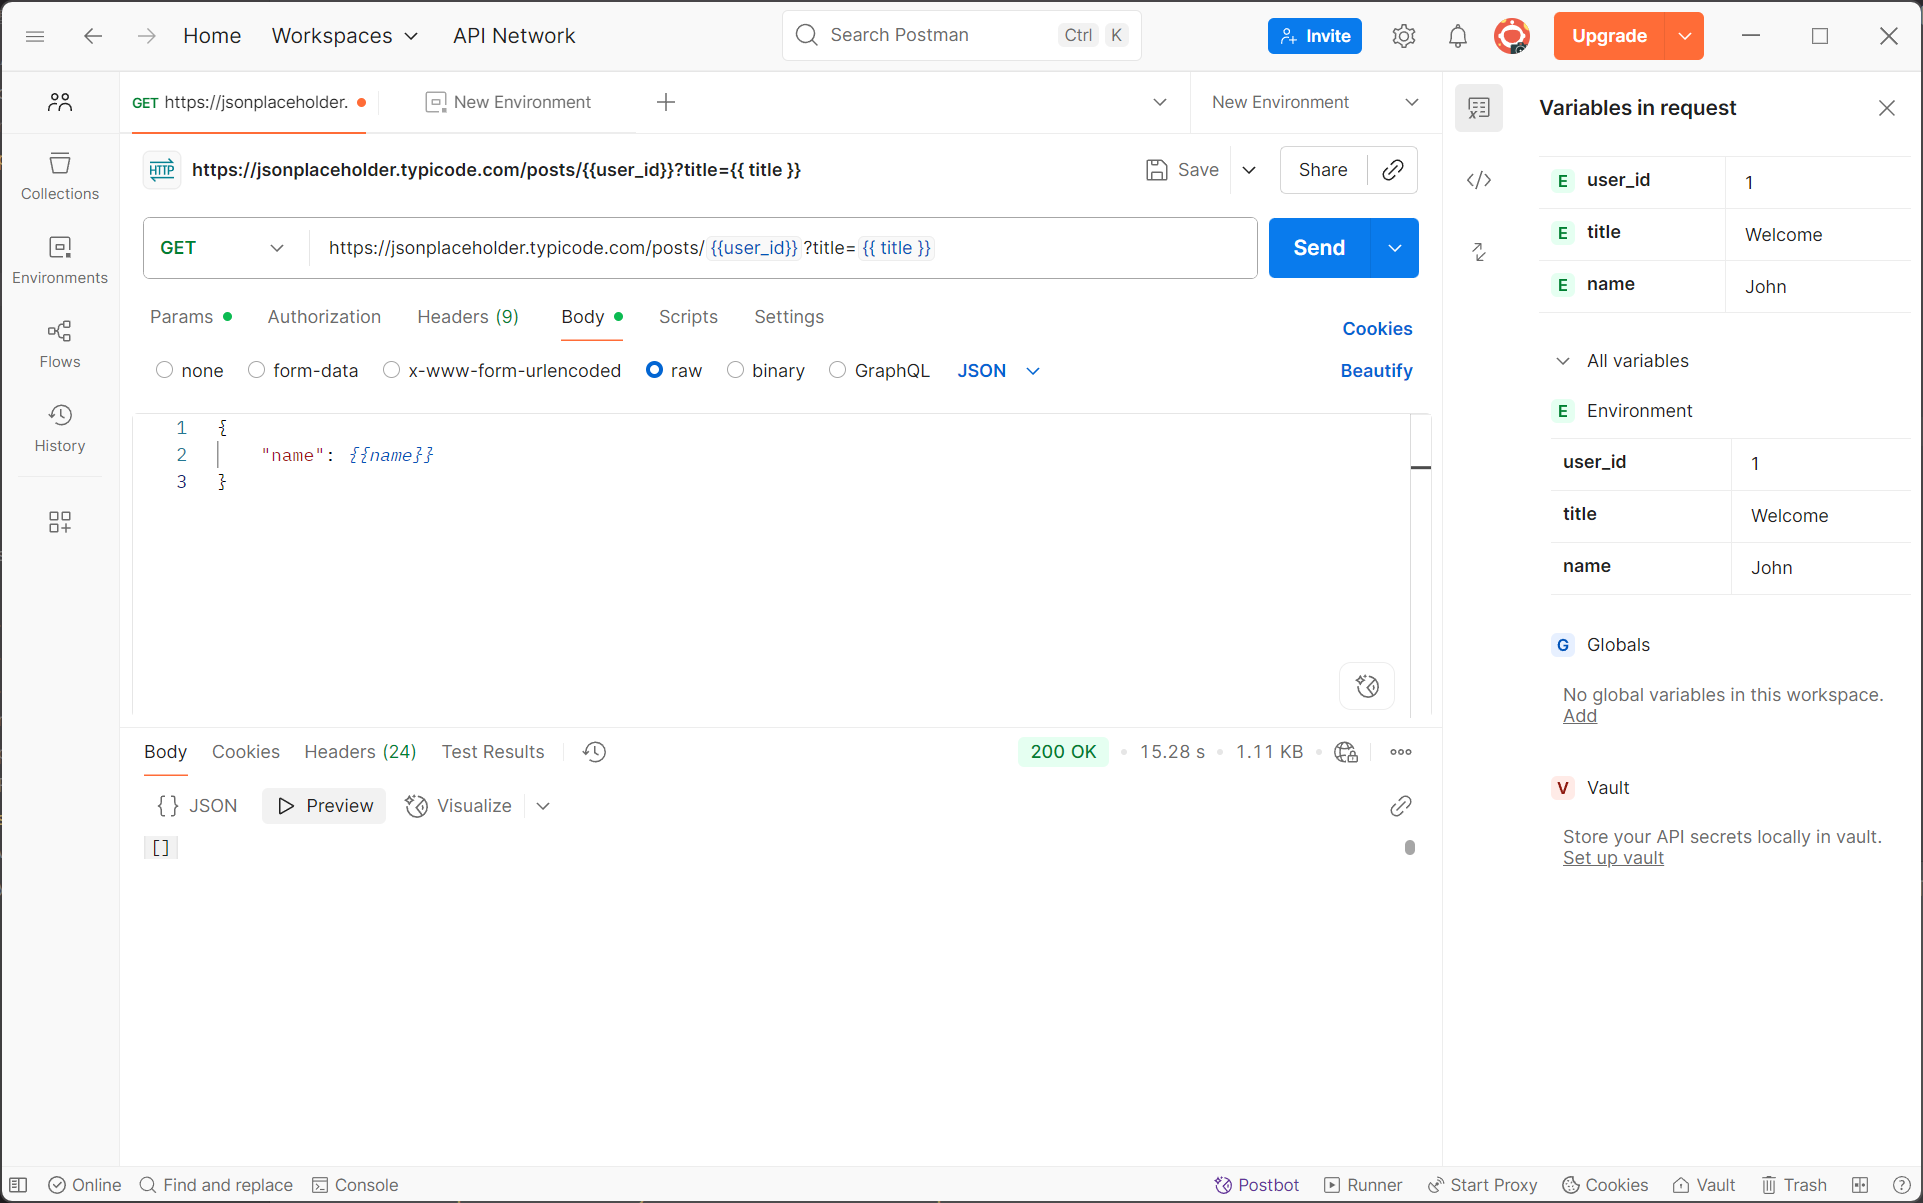 Home Workspaces API Network Search Postman Ctrl K Invite Upgrade
GET https://jsonplaceholder. New Environment New Environment
Variables in request
Collections
Environments
Flows
History
HTTP https://jsonplaceholder.typicode.com/posts/{{user_id}}?title={{ title }} Save Share
GET https://jsonplaceholder.typicode.com/posts/ {{user_id}} ?title= {{ title }} Send
Params Authorization Headers (9) Body Scripts Settings Cookies
none form-data x-www-form-urlencoded raw binary GraphQL JSON Beautify
1 {
2 "name": {{name}}
3 }
Body Cookies Headers (24) Test Results 200 OK 15.28 s 1.11 KB
{} JSON Preview Visualize
[]
E user_id 1
E title Welcome
E name John
All variables
E Environment
user_id 1
title Welcome
name John
G Globals
No global variables in this workspace.
Add
V Vault
Store your API secrets locally in vault.
Set up vault
Online Find and replace Console Postbot Runner Start Proxy Cookies Vault Trash